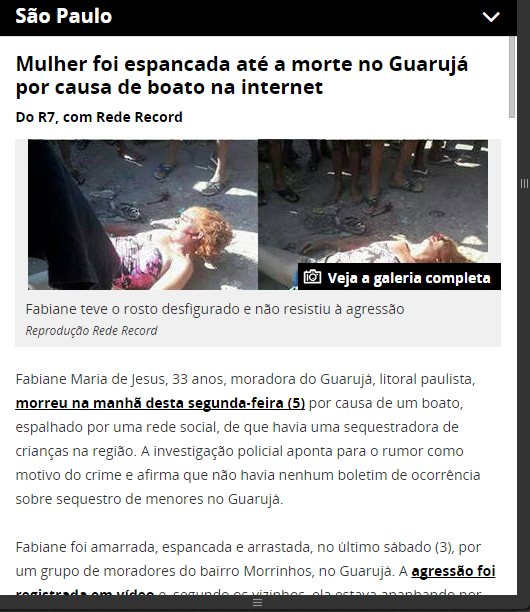 São Paulo
Mulher foi espancada até a morte no Guarujá
por causa de boato na internet
Do R7, com Rede Record
Veja a galeria completa
Fabiane teve o rosto desfigurado e não resistiu à agressão
Reprodução Rede Record
Fabiane Maria de Jesus, 33 anos, moradora do Guarujá, litoral paulista,
morreu na manhã desta segunda-feira (5) por causa de um boato,
espalhado por uma rede social, de que havia uma sequestradora de
crianças na região. A investigação policial aponta para o rumor como
motivo do crime e afirma que não havia nenhum boletim de ocorrência
sobre sequestro de menores no Guarujá.
Fabiane foi amarrada, espancada e arrastada, no último sábado (3), por
um grupo de moradores do bairro Morrinhos, no Guarujá. A agressão foi
registrada em vídeo e, segundo os vizinhos, ela estava apanhando por